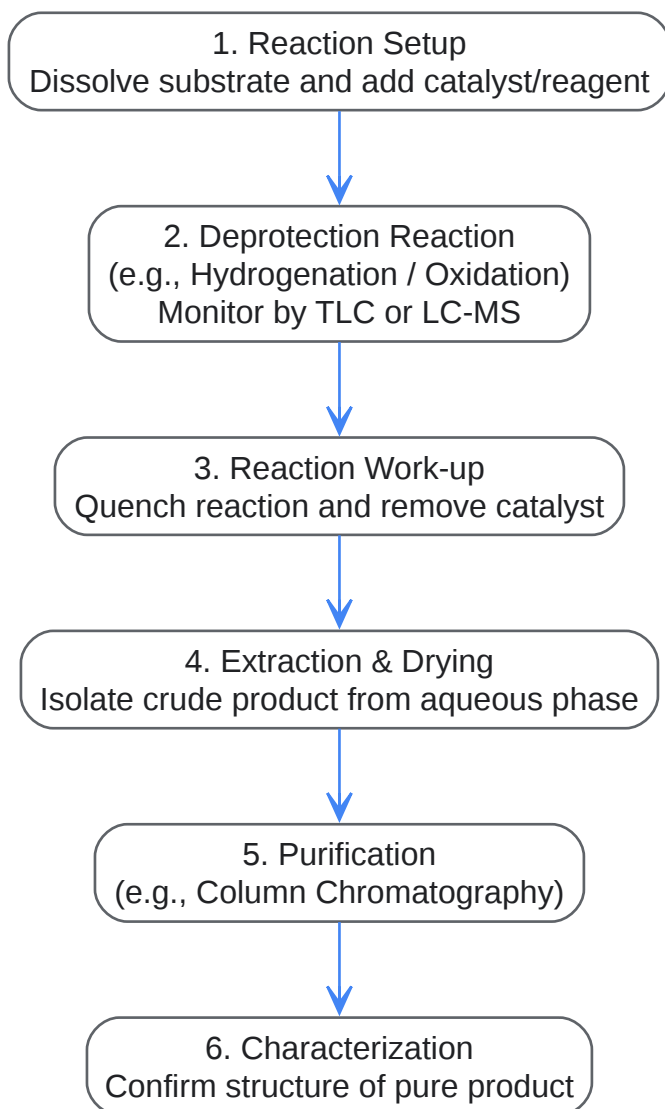 1. Reaction Setup
Dissolve substrate and add catalyst/reagent
2. Deprotection Reaction
(e.g., Hydrogenation / Oxidation)
Monitor by TLC or LC-MS
3. Reaction Work-up
Quench reaction and remove catalyst
4. Extraction & Drying
Isolate crude product from aqueous phase
5. Purification
(e.g., Column Chromatography)
6. Characterization
Confirm structure of pure product